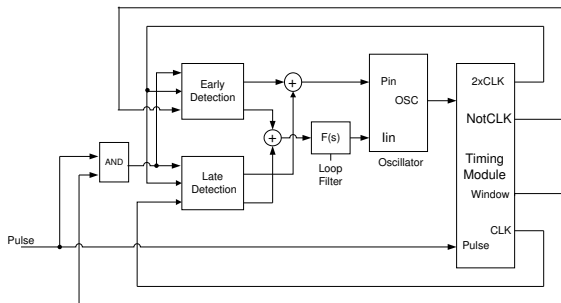 Early
Detection
+
Pin
OSC
Iin
Oscillator
2xCLK
NotCLK
Timing
Module
Window
CLK
Pulse
+
F(s)
Loop
Filter
AND
Late
Detection
Pulse